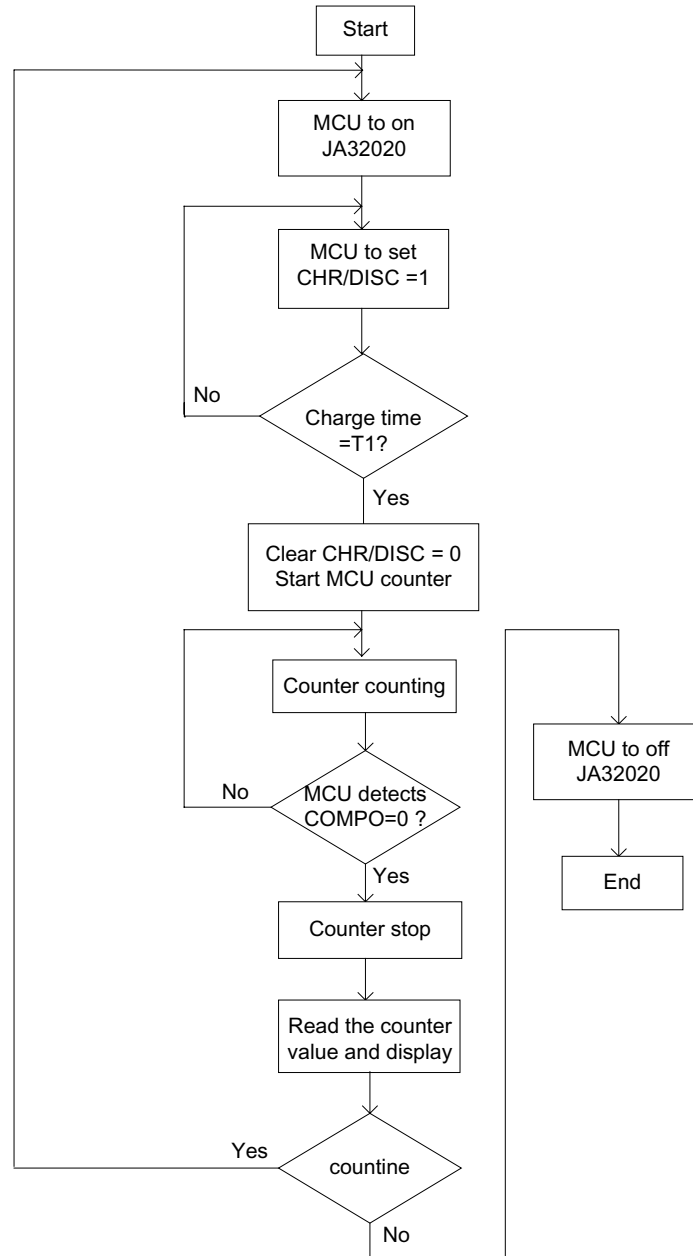 Start
MCU to on
JA32020
MCU to set
CHR/DISC =1
No
Charge time
=T1?
Yes
Clear CHR/DISC = 0
Start MCU counter
Counter counting
No
MCU detects
COMPO=0 ?
Yes
Counter stop
Read the counter
value and display
Yes
countine
No
MCU to off
JA32020
End